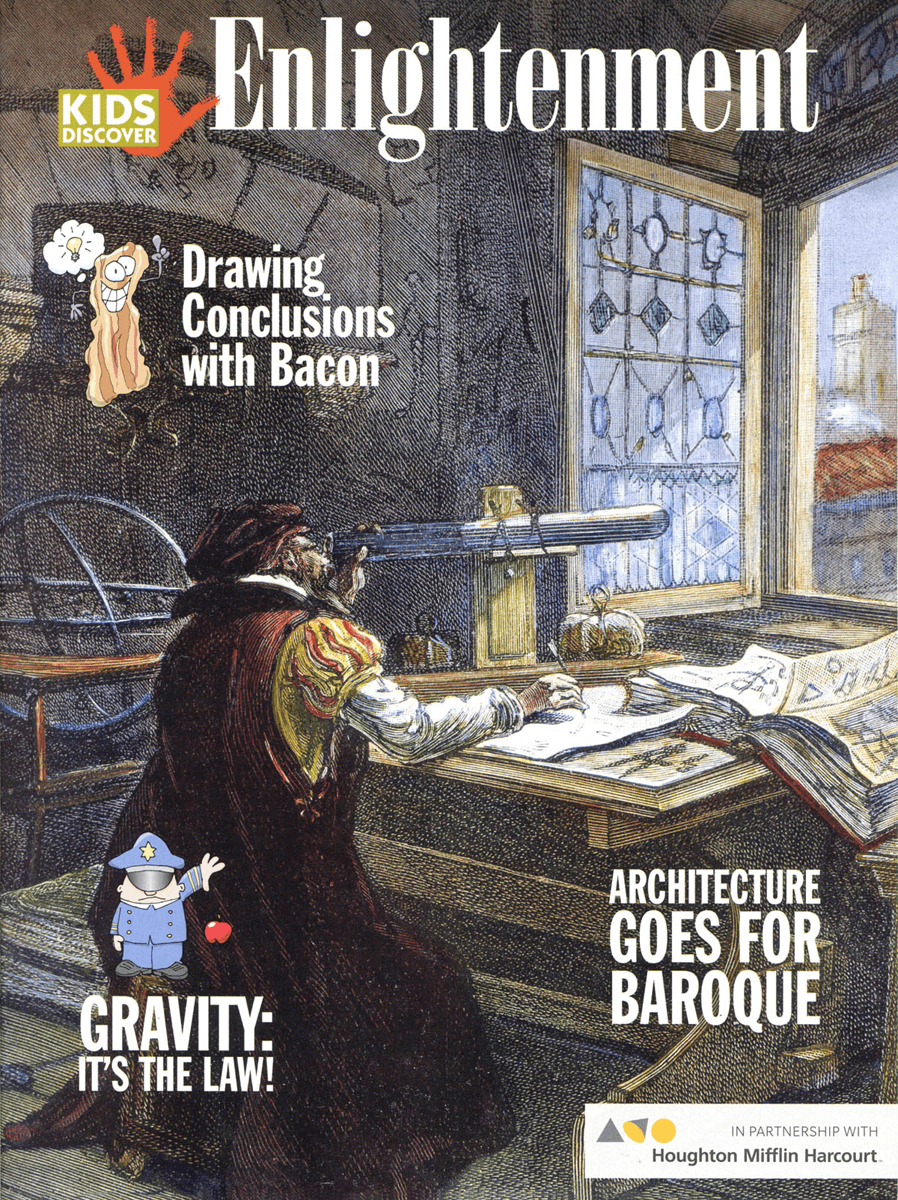 Enlightenment
KIDS
DISCOVER
Drawing
Conclusions
with Bacon
ARCHITECTURE
GOES FOR
BAROQUE
GRAVITY:
IT'S THE LAW!
IN PARTNERSHIP WITH
Houghton Mifflin Harcourt™